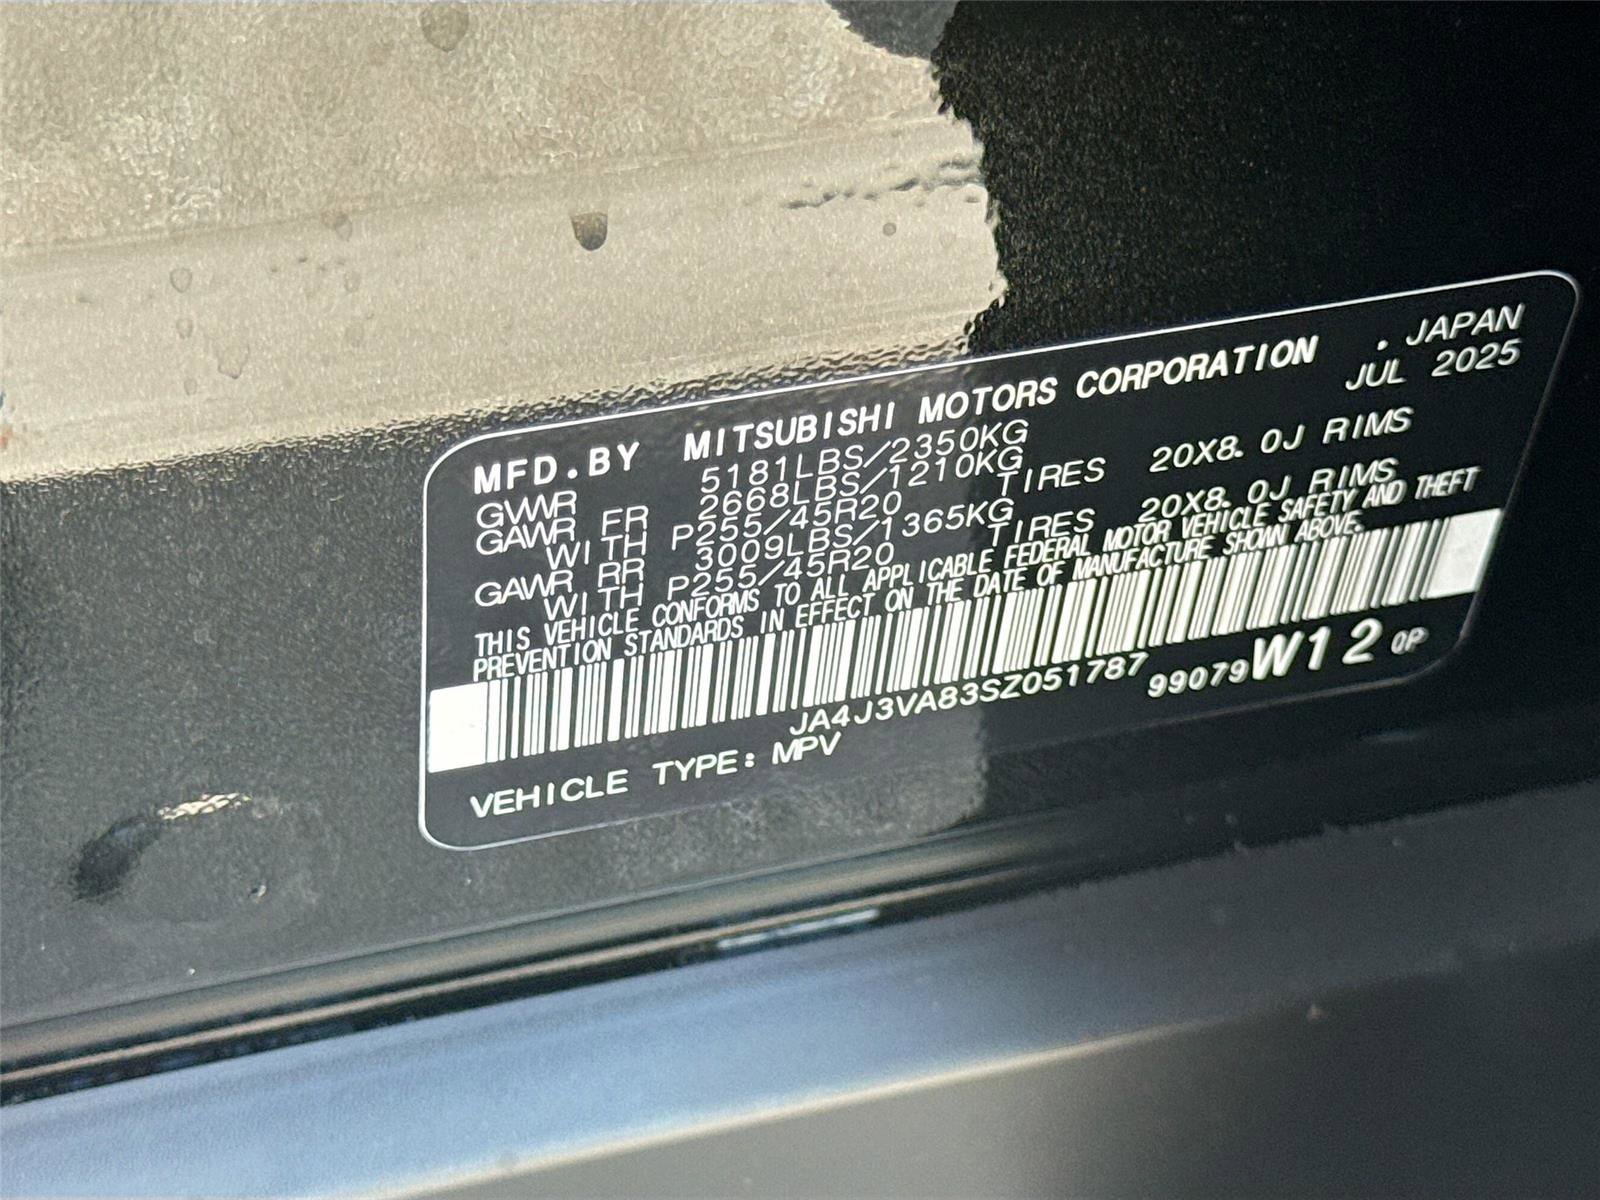 MFD.BY MITSUBISHI MOTORS CORPORATION . JAPAN
JUL 2025
GVWR 5181LBS/2350KG
GAWR FR 2668LBS/1210KG
WITH P255/45R20 TIRES 20X8.0J RIMS
GAWR RR 3009LBS/1365KG
WITH P255/45R20 TIRES 20X8.0J RIMS
THIS VEHICLE CONFORMS TO ALL APPLICABLE FEDERAL MOTOR VEHICLE SAFETY AND THEFT
PREVENTION STANDARDS IN EFFECT ON THE DATE OF MANUFACTURE SHOWN ABOVE.
JA4J3VA83SZ051787 99079 W12 0P
VEHICLE TYPE: MPV